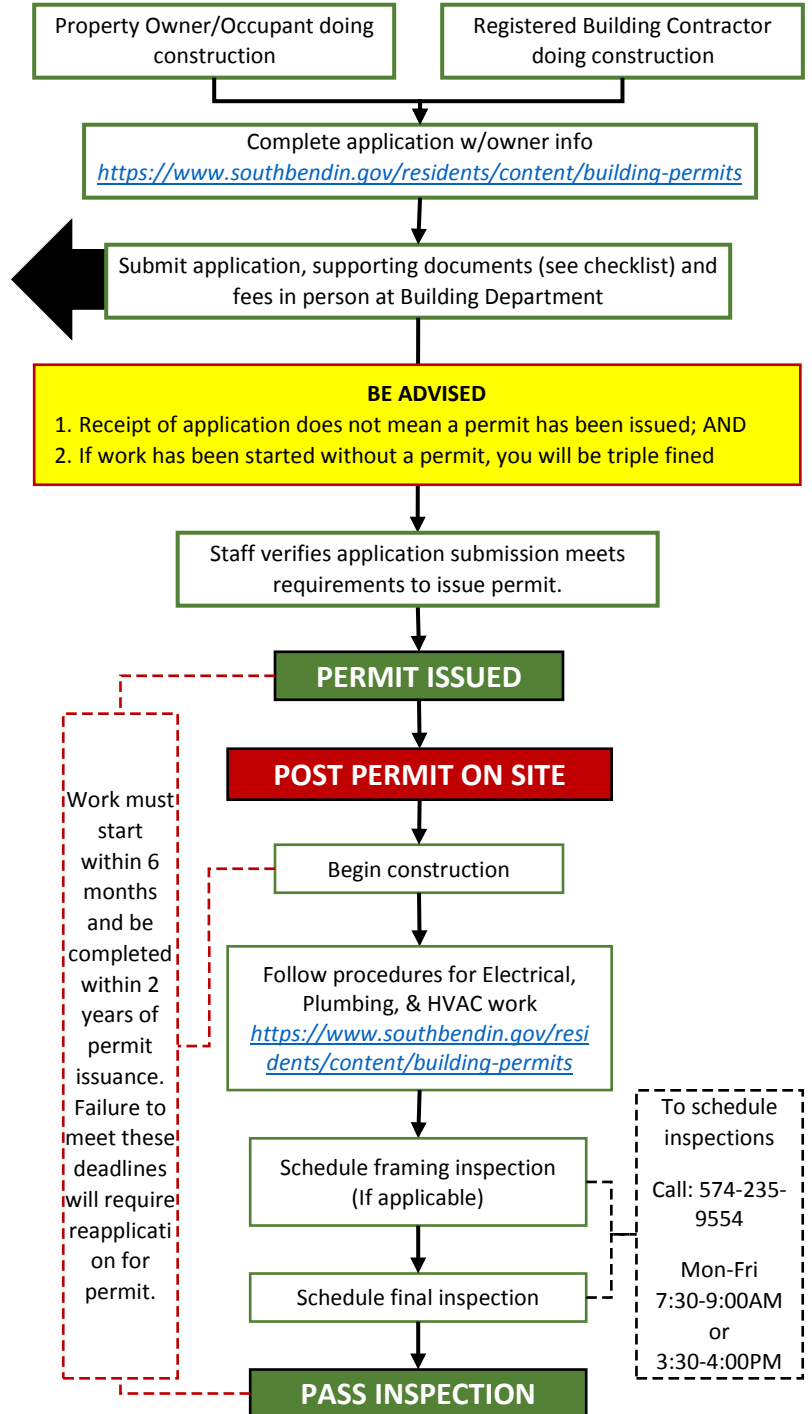 Property Owner/Occupant doing
construction
Registered Building Contractor
doing construction
Complete application w/owner info
https://www.southbendin.gov/residents/content/building-permits
Submit application, supporting documents (see checklist) and
fees in person at Building Department
BE ADVISED
1. Receipt of application does not mean a permit has been issued; AND
2. If work has been started without a permit, you will be triple fined
Staff verifies application submission meets
requirements to issue permit.
PERMIT ISSUED
POST PERMIT ON SITE
Work must
start
within 6
months
and be
completed
within 2
years of
permit
issuance.
Failure to
meet these
deadlines
will require
reapplicati
on for
permit.
Begin construction
Follow procedures for Electrical,
Plumbing, & HVAC work
https://www.southbendin.gov/resi
dents/content/building-permits
Schedule framing inspection
(If applicable)
Schedule final inspection
To schedule
inspections
Call: 574-235-
9554
Mon-Fri
7:30-9:00AM
or
3:30-4:00PM
PASS INSPECTION